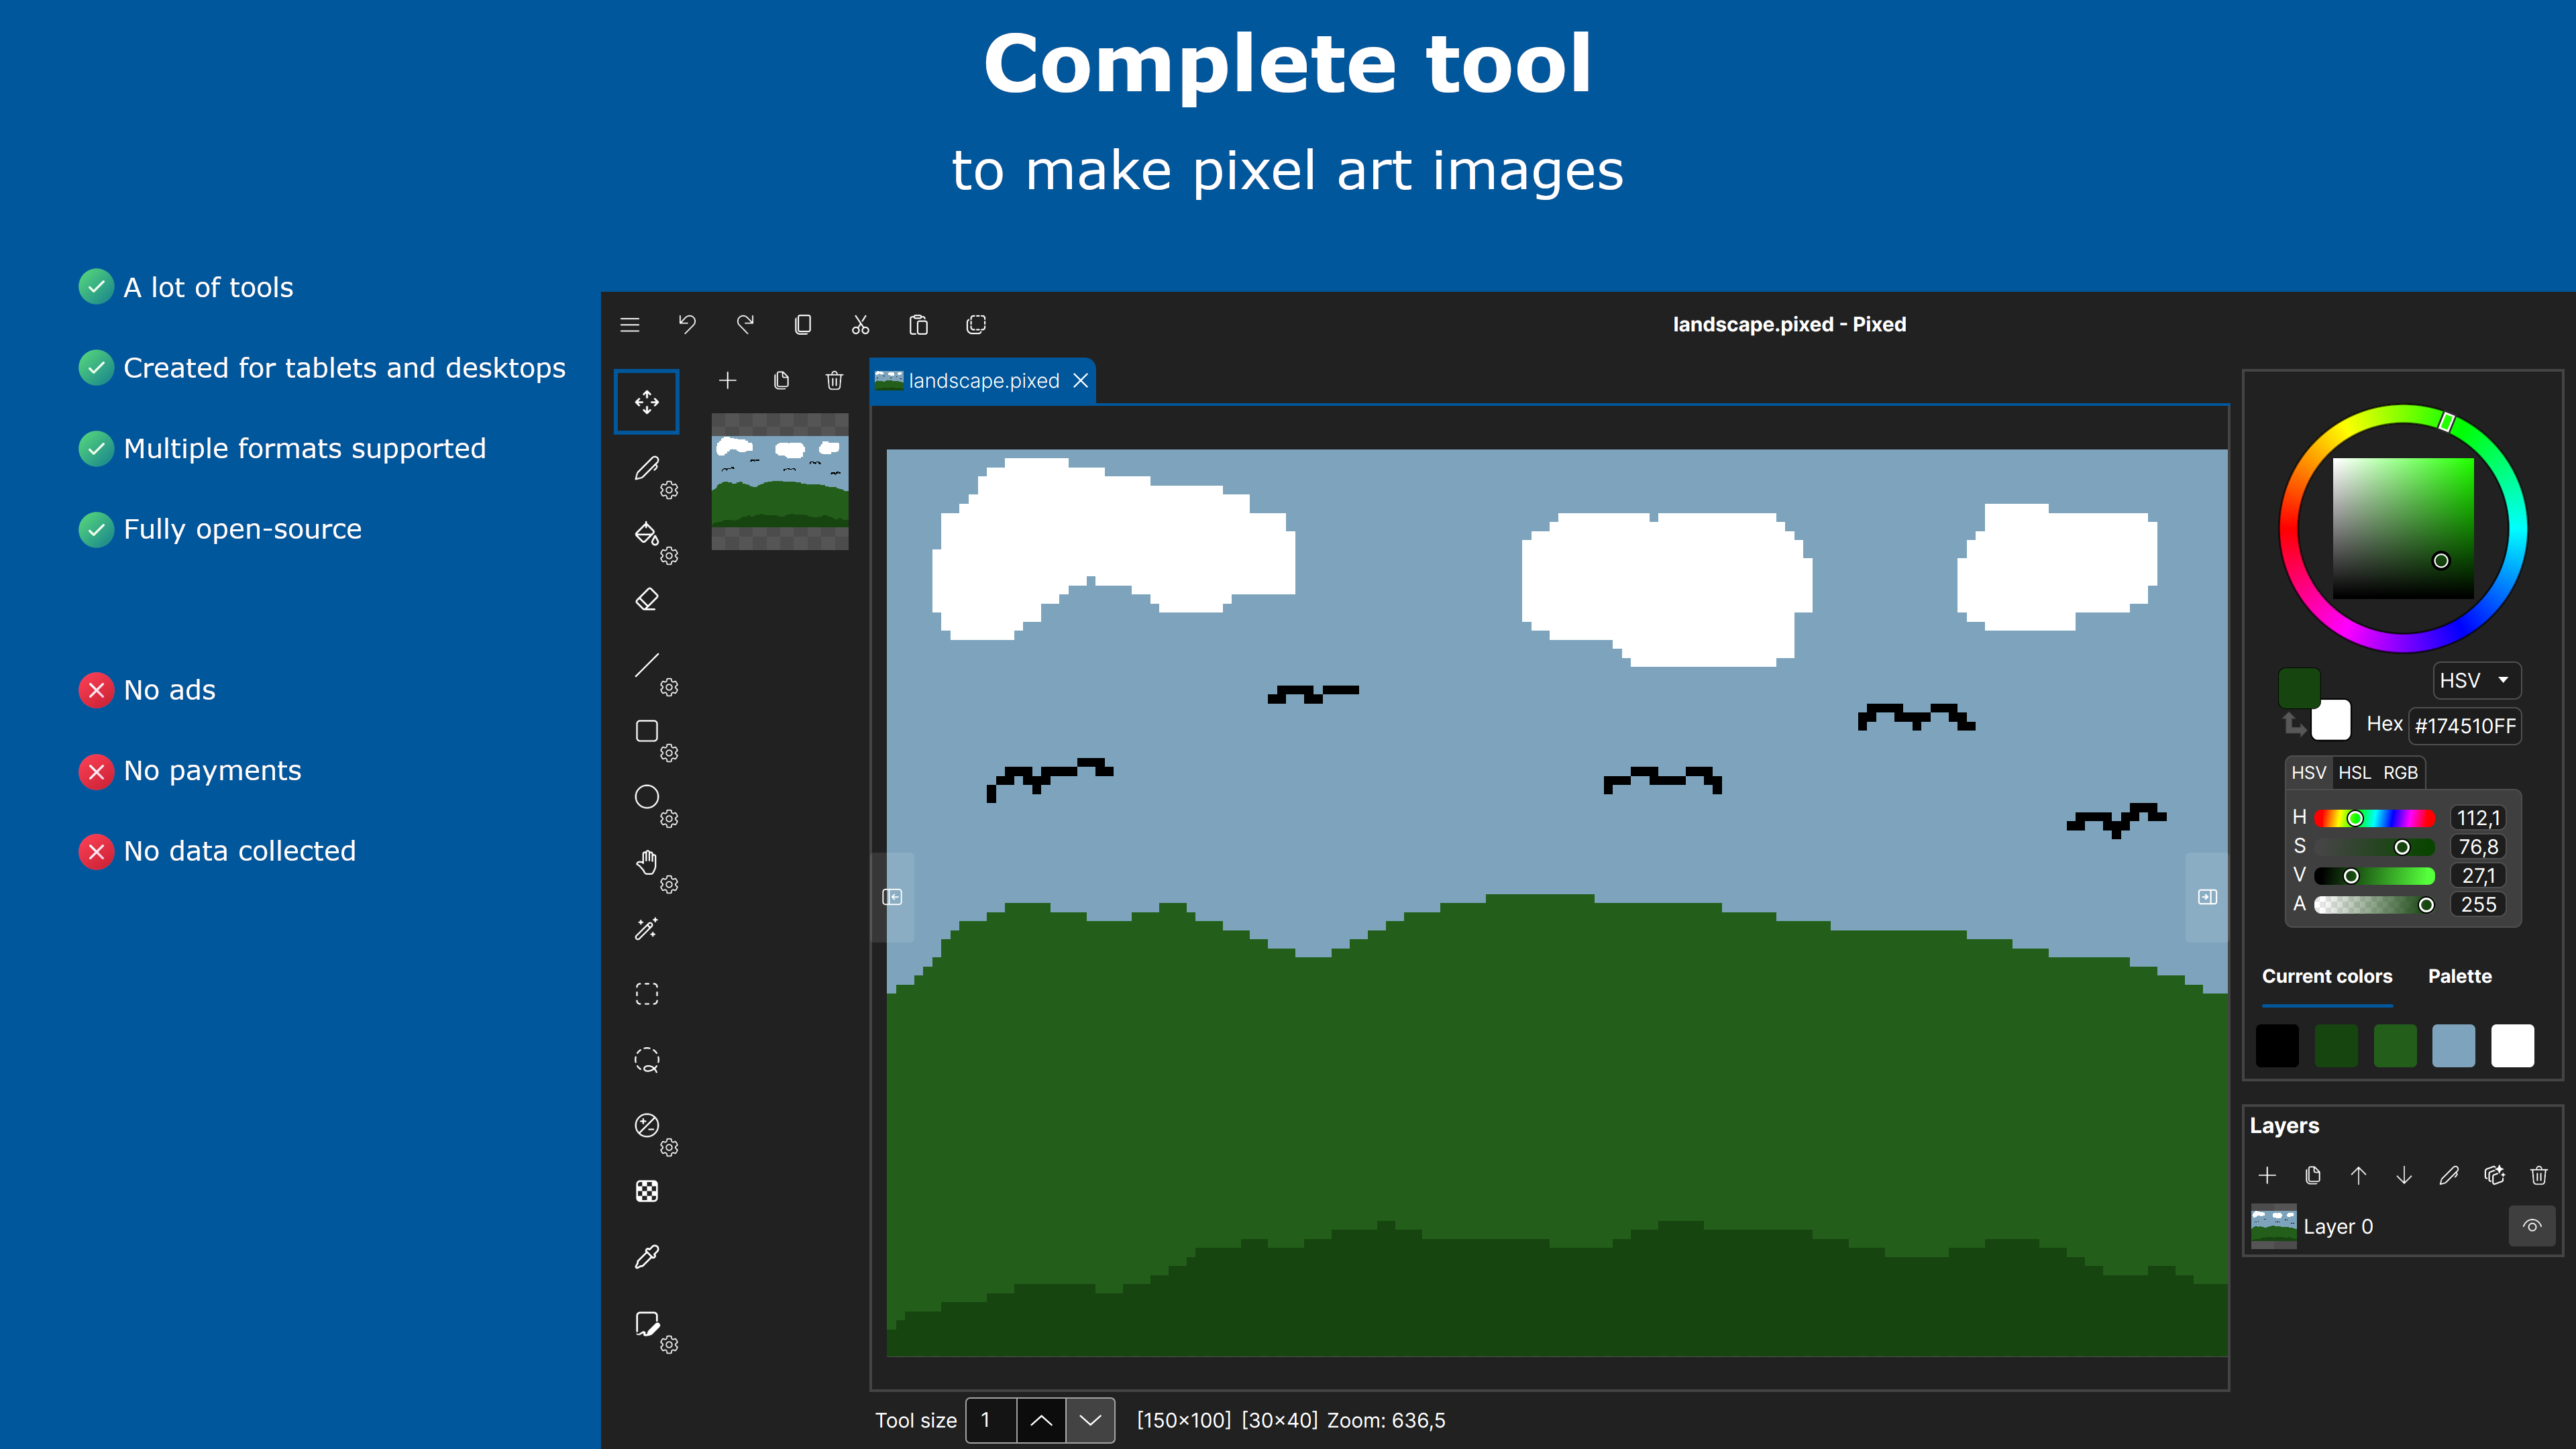 Complete tool
to make pixel art images
A lot of tools
Created for tablets and desktops
Multiple formats supported
Fully open-source
No ads
No payments
No data collected
landscape.pixed - Pixed
landscape.pixed
HSV
Hex #174510FF
HSV HSL RGB
H 112,1
S 76,8
V 27,1
A 255
Current colors Palette
Layers
Layer 0
Tool size 1 [150×100] [30×40] Zoom: 636,5